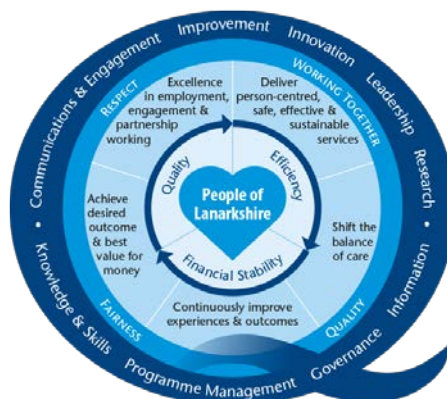 Communications & Engagement • Improvement Innovation Leadership Research
Information Governance Programme Management Knowledge & Skills •
RESPECT
WORKING TOGETHER
QUALITY
FAIRNESS
Excellence
in employment,
engagement &
partnership
working
Deliver
person-centred,
safe, effective &
sustainable
services
Shift the
balance
of care
Continuously improve
experiences & outcomes
Achieve
desired
outcome
& best
value for
money
Quality
Efficiency
Financial Stability
People of
Lanarkshire